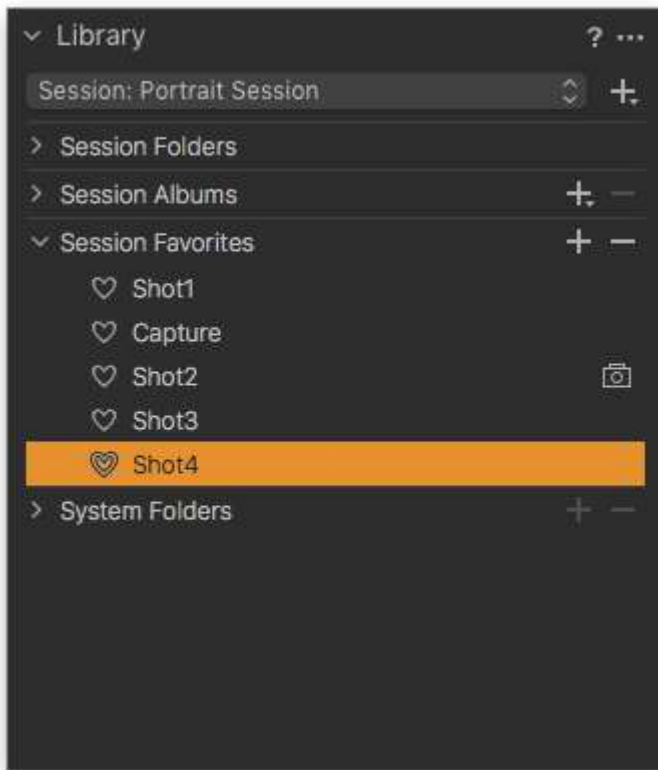 Library ? ...
Session: Portrait Session
Session Folders
Session Albums
Session Favorites
Shot1
Capture
Shot2
Shot3
Shot4
System Folders